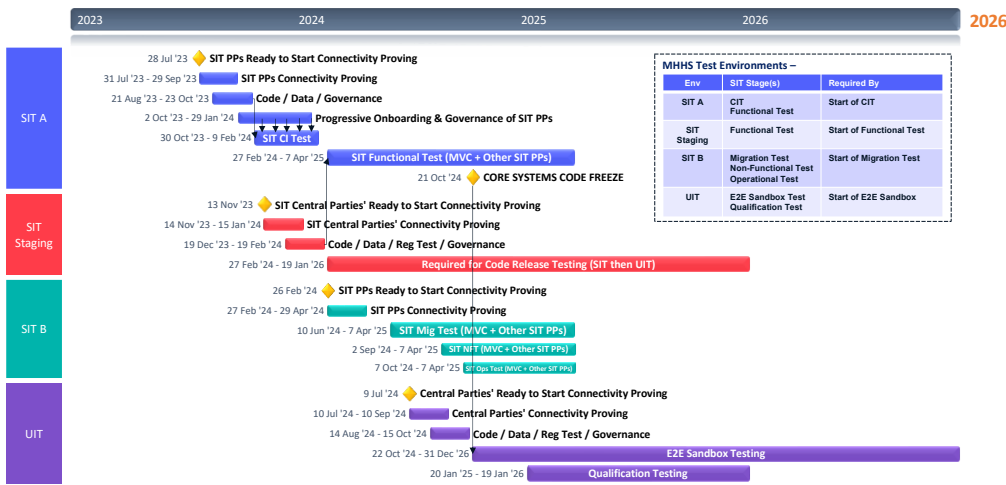 2023 2024 2025 2026 2026
SIT A
28 Jul '23 SIT PPs Ready to Start Connectivity Proving
31 Jul '23 - 29 Sep '23 SIT PPs Connectivity Proving
21 Aug '23 - 23 Oct '23 Code / Data / Governance
2 Oct '23 - 29 Jan '24 Progressive Onboarding & Governance of SIT PPs
30 Oct '23 - 9 Feb '24 SIT CI Test
27 Feb '24 - 7 Apr '25 SIT Functional Test (MVC + Other SIT PPs)
21 Oct '24 CORE SYSTEMS CODE FREEZE
MHHS Test Environments –
Env SIT Stage(s) Required By
SIT A CIT Start of CIT
Functional Test
SIT Functional Test Start of Functional Test
Staging
SIT B Migration Test Start of Migration Test
Non-Functional Test
Operational Test
UIT E2E Sandbox Test Start of E2E Sandbox
Qualification Test
SIT
Staging
13 Nov '23 SIT Central Parties' Ready to Start Connectivity Proving
14 Nov '23 - 15 Jan '24 SIT Central Parties' Connectivity Proving
19 Dec '23 - 19 Feb '24 Code / Data / Reg Test / Governance
27 Feb '24 - 19 Jan '26 Required for Code Release Testing (SIT then UIT)
SIT B
26 Feb '24 SIT PPs Ready to Start Connectivity Proving
27 Feb '24 - 29 Apr '24 SIT PPs Connectivity Proving
10 Jun '24 - 7 Apr '25 SIT Mig Test (MVC + Other SIT PPs)
2 Sep '24 - 7 Apr '25 SIT NFT (MVC + Other SIT PPs)
7 Oct '24 - 7 Apr '25 SIT Ops Test (MVC + Other SIT PPs)
UIT
9 Jul '24 Central Parties' Ready to Start Connectivity Proving
10 Jul '24 - 10 Sep '24 Central Parties' Connectivity Proving
14 Aug '24 - 15 Oct '24 Code / Data / Reg Test / Governance
22 Oct '24 - 31 Dec '26 E2E Sandbox Testing
20 Jan '25 - 19 Jan '26 Qualification Testing